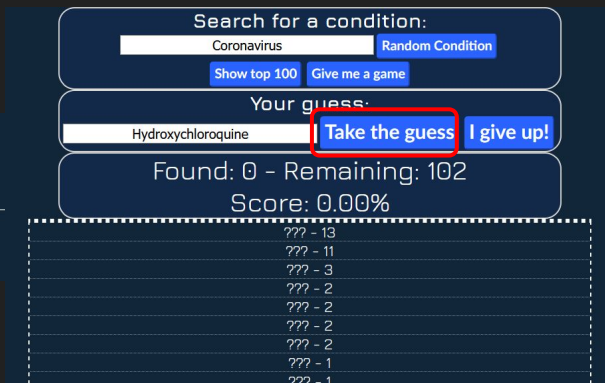 Search for a condition:
Coronavirus Random Condition
Show top 100 Give me a game
Your guess:
Hydroxychloroquine Take the guess I give up!
Found: 0 - Remaining: 102
Score: 0.00%
??? - 13
??? - 11
??? - 3
??? - 2
??? - 2
??? - 2
??? - 2
??? - 1
??? - 1